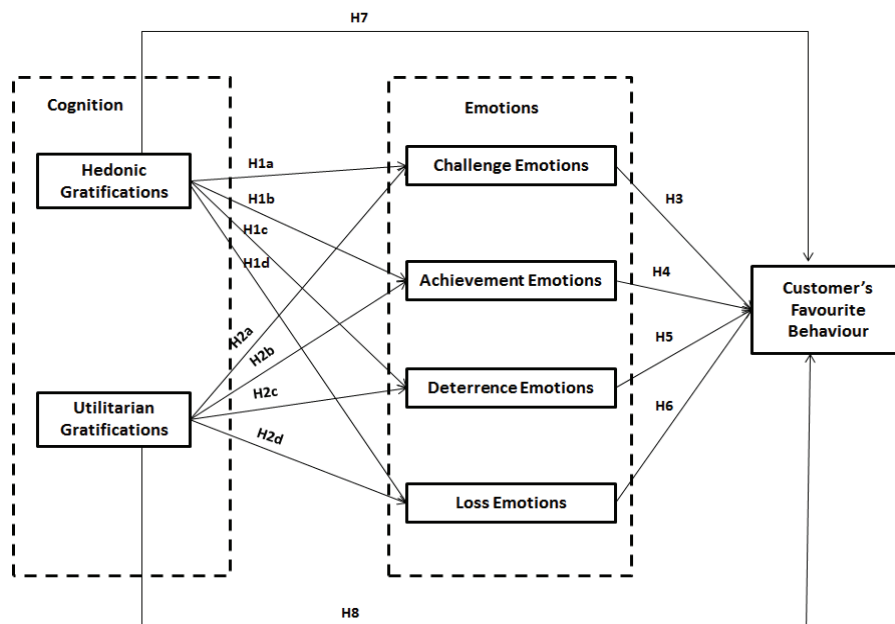 H7
Cognition
Emotions
Hedonic
Gratifications
H1a
H1b
H1c
H1d
Challenge Emotions
H3
Achievement Emotions
H4
Customer's
Favourite
Behaviour
H2a
H2b
H2c
H2d
Deterrence Emotions
H5
H6
Utilitarian
Gratifications
Loss Emotions
H8